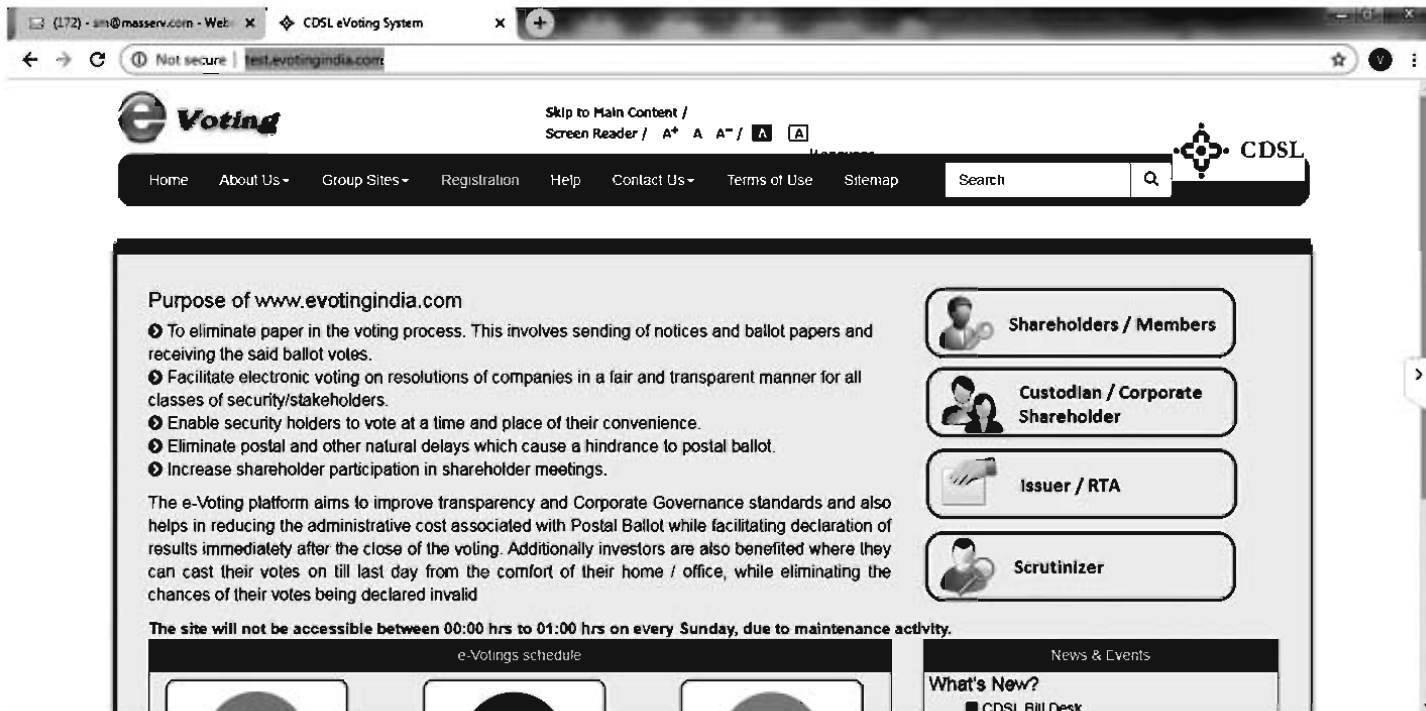 (172) - sm@masserv.com - Web
CDSL eVoting System
Not secure | test.evotingindia.com
V
e Voting
Skip to Main Content /
Screen Reader / A+ A A- / A A
CDSL
Home About Us Group Sites Registration Help Contact Us Terms of Use Sitemap Search
Purpose of www.evotingindia.com
To eliminate paper in the voting process. This involves sending of notices and ballot papers and
receiving the said ballot votes.
Facilitate electronic voting on resolutions of companies in a fair and transparent manner for all
classes of security/stakeholders.
Enable security holders to vote at a time and place of their convenience.
Eliminate postal and other natural delays which cause a hindrance to postal ballot.
Increase shareholder participation in shareholder meetings.
The e-Voting platform aims to improve transparency and Corporate Governance standards and also
helps in reducing the administrative cost associated with Postal Ballot while facilitating declaration of
results immediately after the close of the voting. Additionally investors are also benefited where they
can cast their votes on till last day from the comfort of their home / office, while eliminating the
chances of their votes being declared invalid
Shareholders / Members
Custodian / Corporate
Shareholder
Issuer / RTA
Scrutinizer
The site will not be accessible between 00:00 hrs to 01:00 hrs on every Sunday, due to maintenance activity.
e-Votings schedule
News & Events
What's New?
CDSL Bill Desk